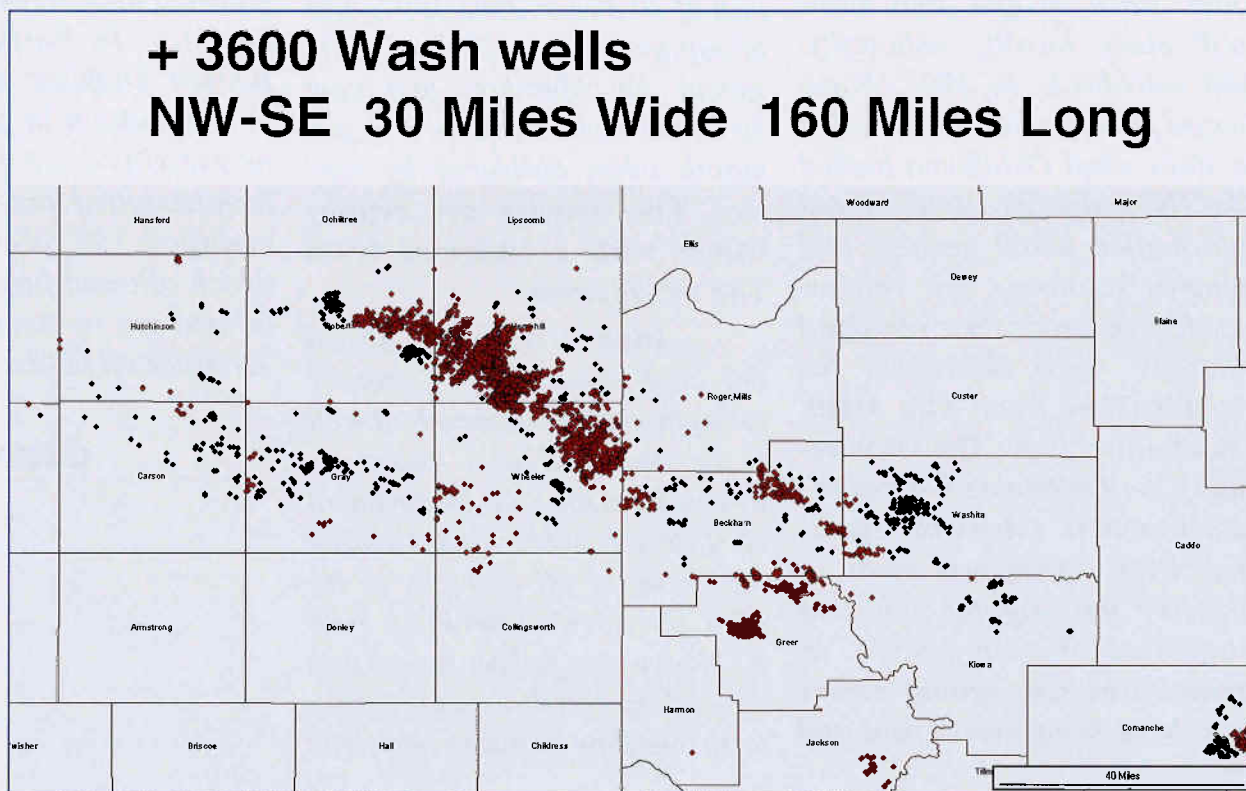 + 3600 Wash wells
NW-SE 30 Miles Wide 160 Miles Long
Woodward
Major
Hansford
Ochiltree
Lipscomb
Ellis
Dewey
Hutchinson
Blaine
Roger Mills
Custer
Carson
Gray
Wheeler
Beckham
Washita
Caddo
Armstrong
Donley
Collingsworth
Greer
Kiowa
Harmon
Comanche
wisher
Briscoe
Hall
Childress
Jackson
40 Miles